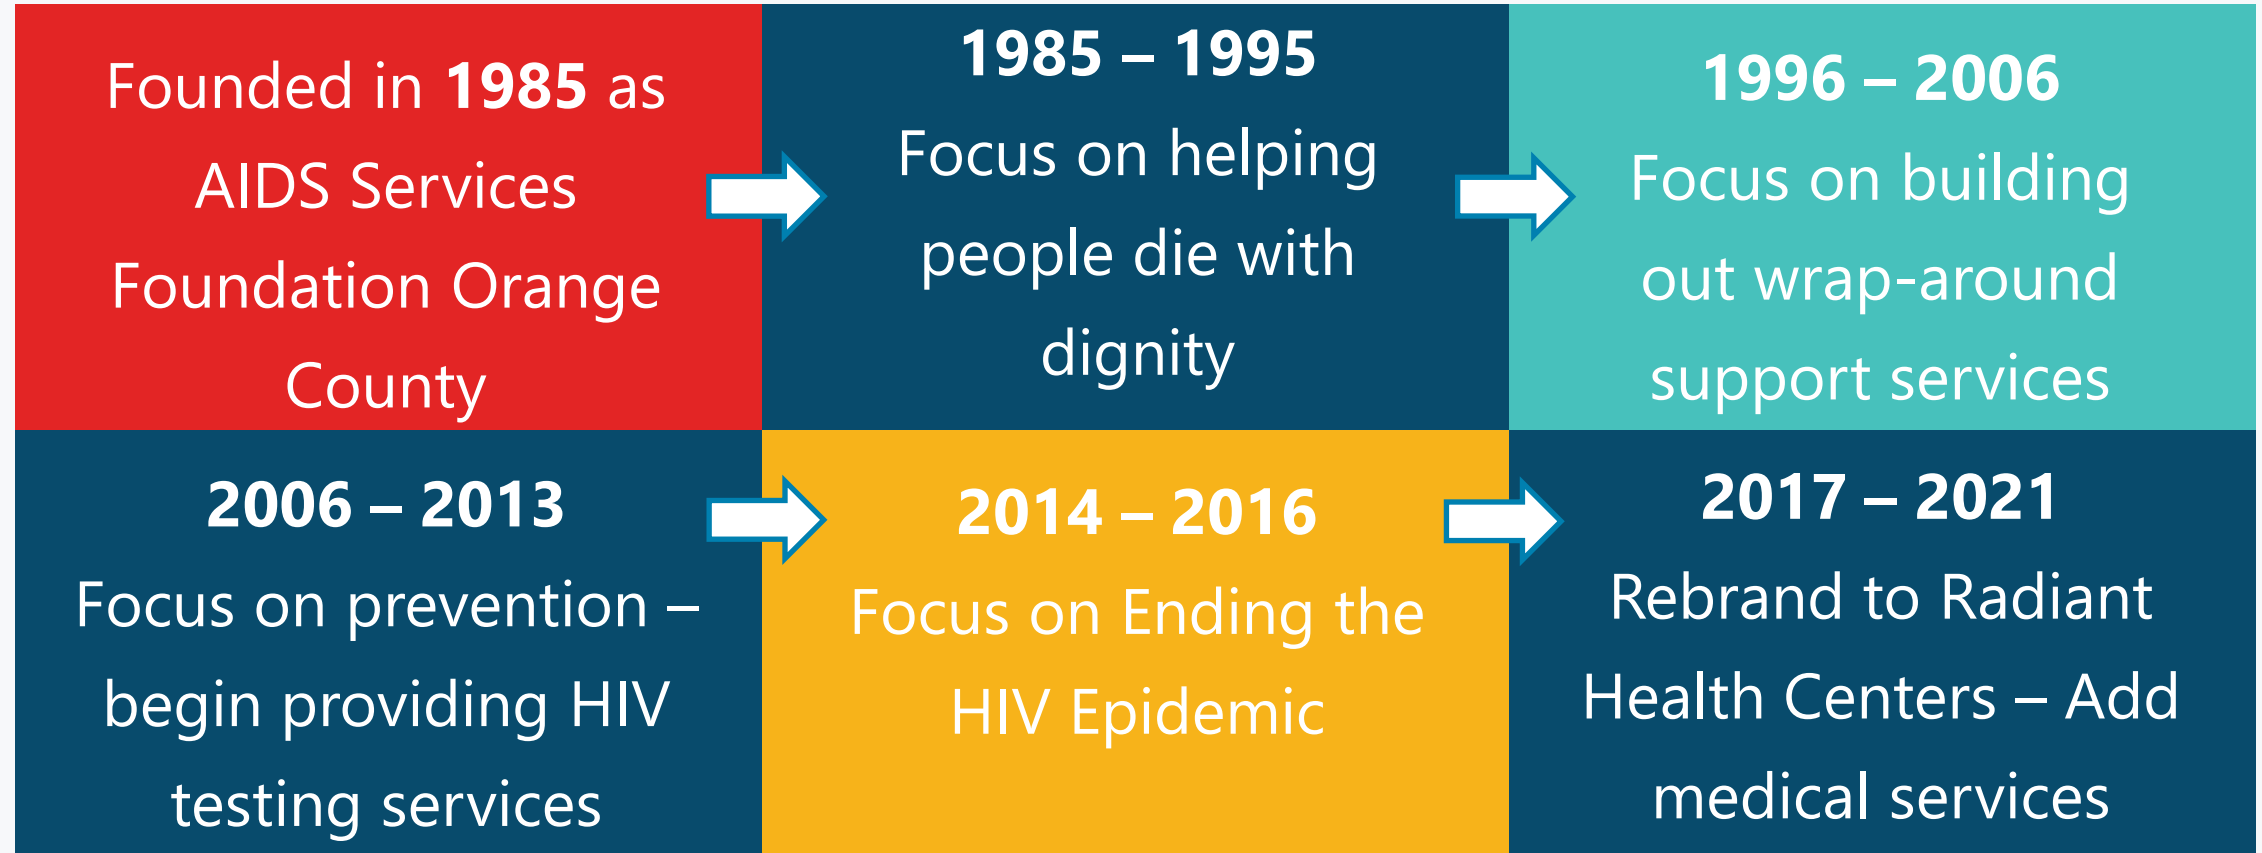 Founded in 1985 as
AIDS Services
Foundation Orange
County
1985 – 1995
Focus on helping
people die with
dignity
1996 – 2006
Focus on building
out wrap-around
support services
2006 – 2013
Focus on prevention –
begin providing HIV
testing services
2014 – 2016
Focus on Ending the
HIV Epidemic
2017 – 2021
Rebrand to Radiant
Health Centers – Add
medical services